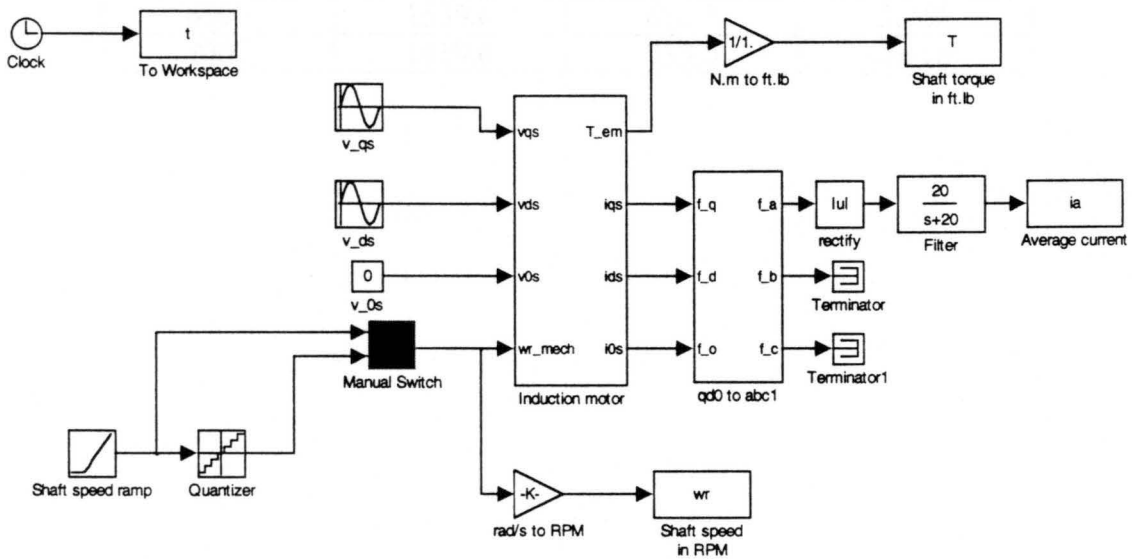 t
Clock
To Workspace
1/1.
N.m to ft.lb
T
Shaft torque
in ft.lb
v_qs
v_ds
0
v_0s
vqs
vds
v0s
wr_mech
T_em
iqs
ids
i0s
Induction motor
f_q
f_d
f_o
f_a
f_b
f_c
qd0 to abc1
|u|
rectify
20
s+20
Filter
ia
Average current
Terminator
Terminator1
Manual Switch
Shaft speed ramp
Quantizer
-K-
rad/s to RPM
wr
Shaft speed
in RPM